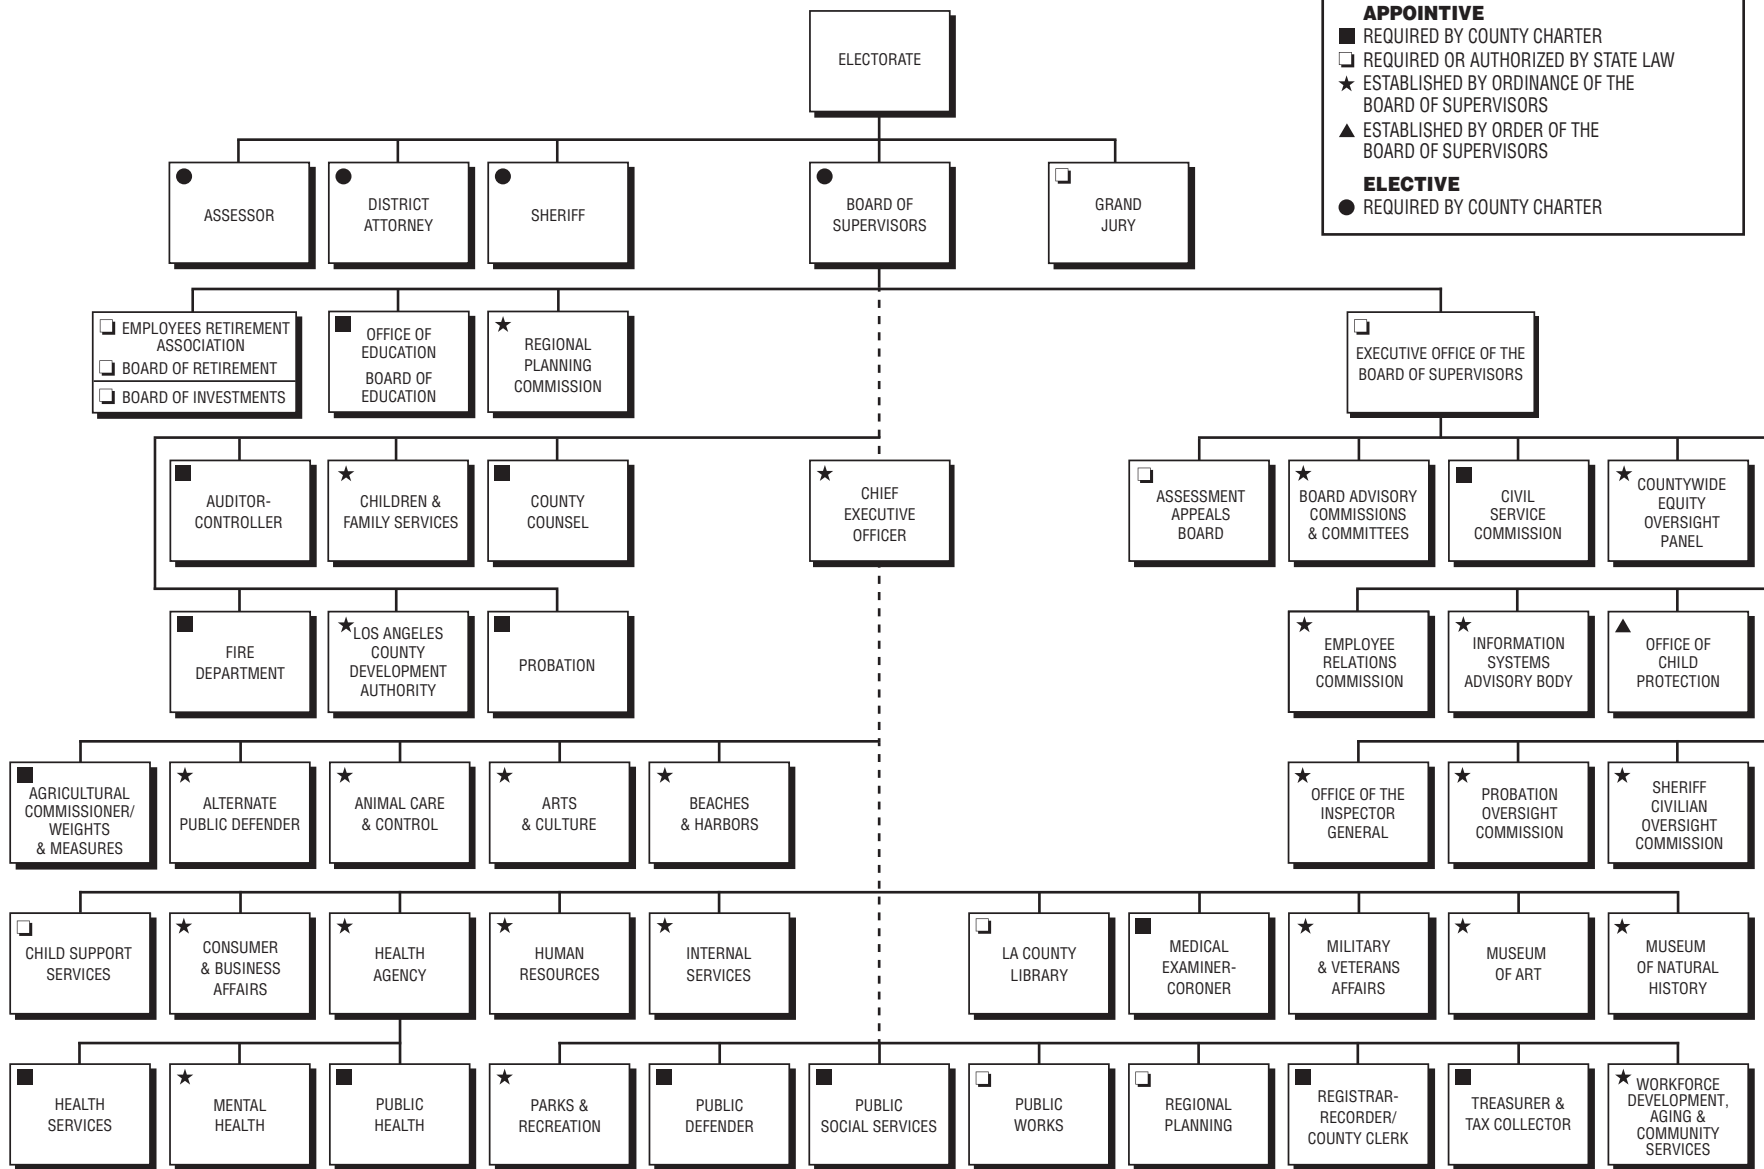 APPOINTIVE
REQUIRED BY COUNTY CHARTER
REQUIRED OR AUTHORIZED BY STATE LAW
ESTABLISHED BY ORDINANCE OF THE
BOARD OF SUPERVISORS
ESTABLISHED BY ORDER OF THE
BOARD OF SUPERVISORS
ELECTIVE
REQUIRED BY COUNTY CHARTER
ELECTORATE
ASSESSOR
DISTRICT
ATTORNEY
SHERIFF
BOARD OF
SUPERVISORS
GRAND
JURY
EMPLOYEES RETIREMENT
ASSOCIATION
BOARD OF RETIREMENT
BOARD OF INVESTMENTS
OFFICE OF
EDUCATION
BOARD OF
EDUCATION
REGIONAL
PLANNING
COMMISSION
EXECUTIVE OFFICE OF THE
BOARD OF SUPERVISORS
AUDITOR-
CONTROLLER
CHILDREN &
FAMILY SERVICES
COUNTY
COUNSEL
CHIEF
EXECUTIVE
OFFICER
ASSESSMENT
APPEALS
BOARD
BOARD ADVISORY
COMMISSIONS
& COMMITTEES
CIVIL
SERVICE
COMMISSION
COUNTYWIDE
EQUITY
OVERSIGHT
PANEL
FIRE
DEPARTMENT
LOS ANGELES
COUNTY
DEVELOPMENT
AUTHORITY
PROBATION
EMPLOYEE
RELATIONS
COMMISSION
INFORMATION
SYSTEMS
ADVISORY BODY
OFFICE OF
CHILD
PROTECTION
AGRICULTURAL
COMMISSIONER/
WEIGHTS
& MEASURES
ALTERNATE
PUBLIC DEFENDER
ANIMAL CARE
& CONTROL
ARTS
& CULTURE
BEACHES
& HARBORS
OFFICE OF THE
INSPECTOR
GENERAL
PROBATION
OVERSIGHT
COMMISSION
SHERIFF
CIVILIAN
OVERSIGHT
COMMISSION
CHILD SUPPORT
SERVICES
CONSUMER
& BUSINESS
AFFAIRS
HEALTH
AGENCY
HUMAN
RESOURCES
INTERNAL
SERVICES
LA COUNTY
LIBRARY
MEDICAL
EXAMINER-
CORONER
MILITARY
& VETERANS
AFFAIRS
MUSEUM
OF ART
MUSEUM
OF NATURAL
HISTORY
HEALTH
SERVICES
MENTAL
HEALTH
PUBLIC
HEALTH
PARKS &
RECREATION
PUBLIC
DEFENDER
PUBLIC
SOCIAL SERVICES
PUBLIC
WORKS
REGIONAL
PLANNING
REGISTRAR-
RECORDER/
COUNTY CLERK
TREASURER &
TAX COLLECTOR
WORKFORCE
DEVELOPMENT,
AGING &
COMMUNITY
SERVICES